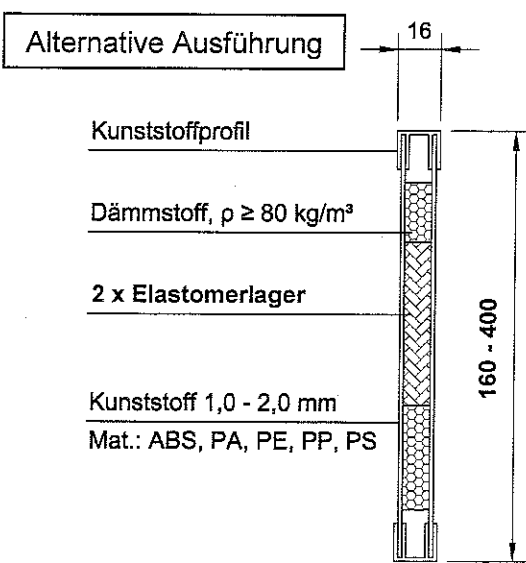 Alternative Ausführung
16
Kunststoffprofil
Dämmstoff, ρ ≥ 80 kg/m³
2 x Elastomerlager
160 - 400
Kunststoff 1,0 - 2,0 mm
Mat.: ABS, PA, PE, PP, PS